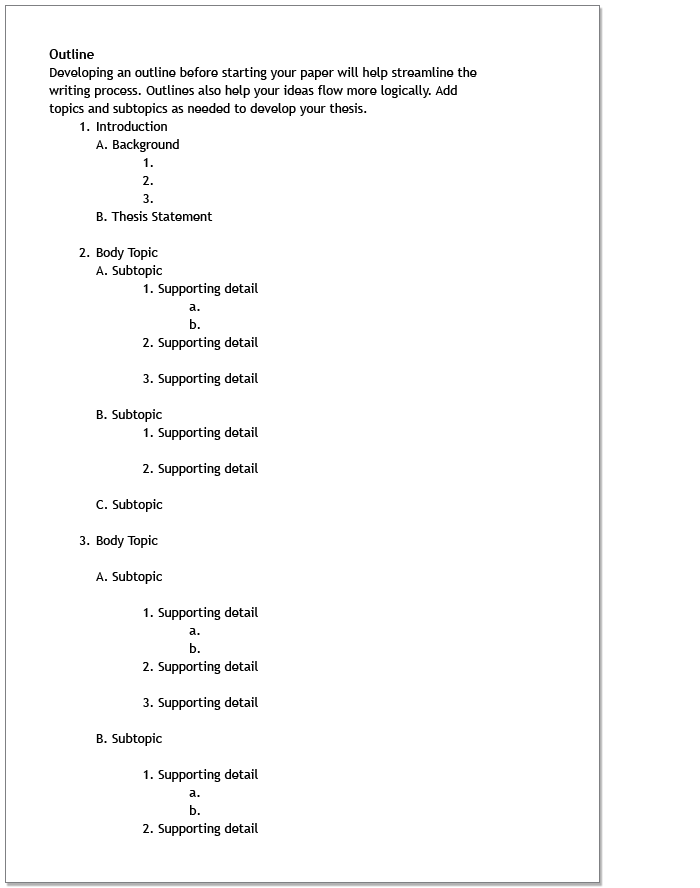 Outline
Developing an outline before starting your paper will help streamline the
writing process. Outlines also help your ideas flow more logically. Add
topics and subtopics as needed to develop your thesis.
1. Introduction
A. Background
1.
2.
3.
B. Thesis Statement
2. Body Topic
A. Subtopic
1. Supporting detail
a.
b.
2. Supporting detail
3. Supporting detail
B. Subtopic
1. Supporting detail
2. Supporting detail
C. Subtopic
3. Body Topic
A. Subtopic
1. Supporting detail
a.
b.
2. Supporting detail
3. Supporting detail
B. Subtopic
1. Supporting detail
a.
b.
2. Supporting detail